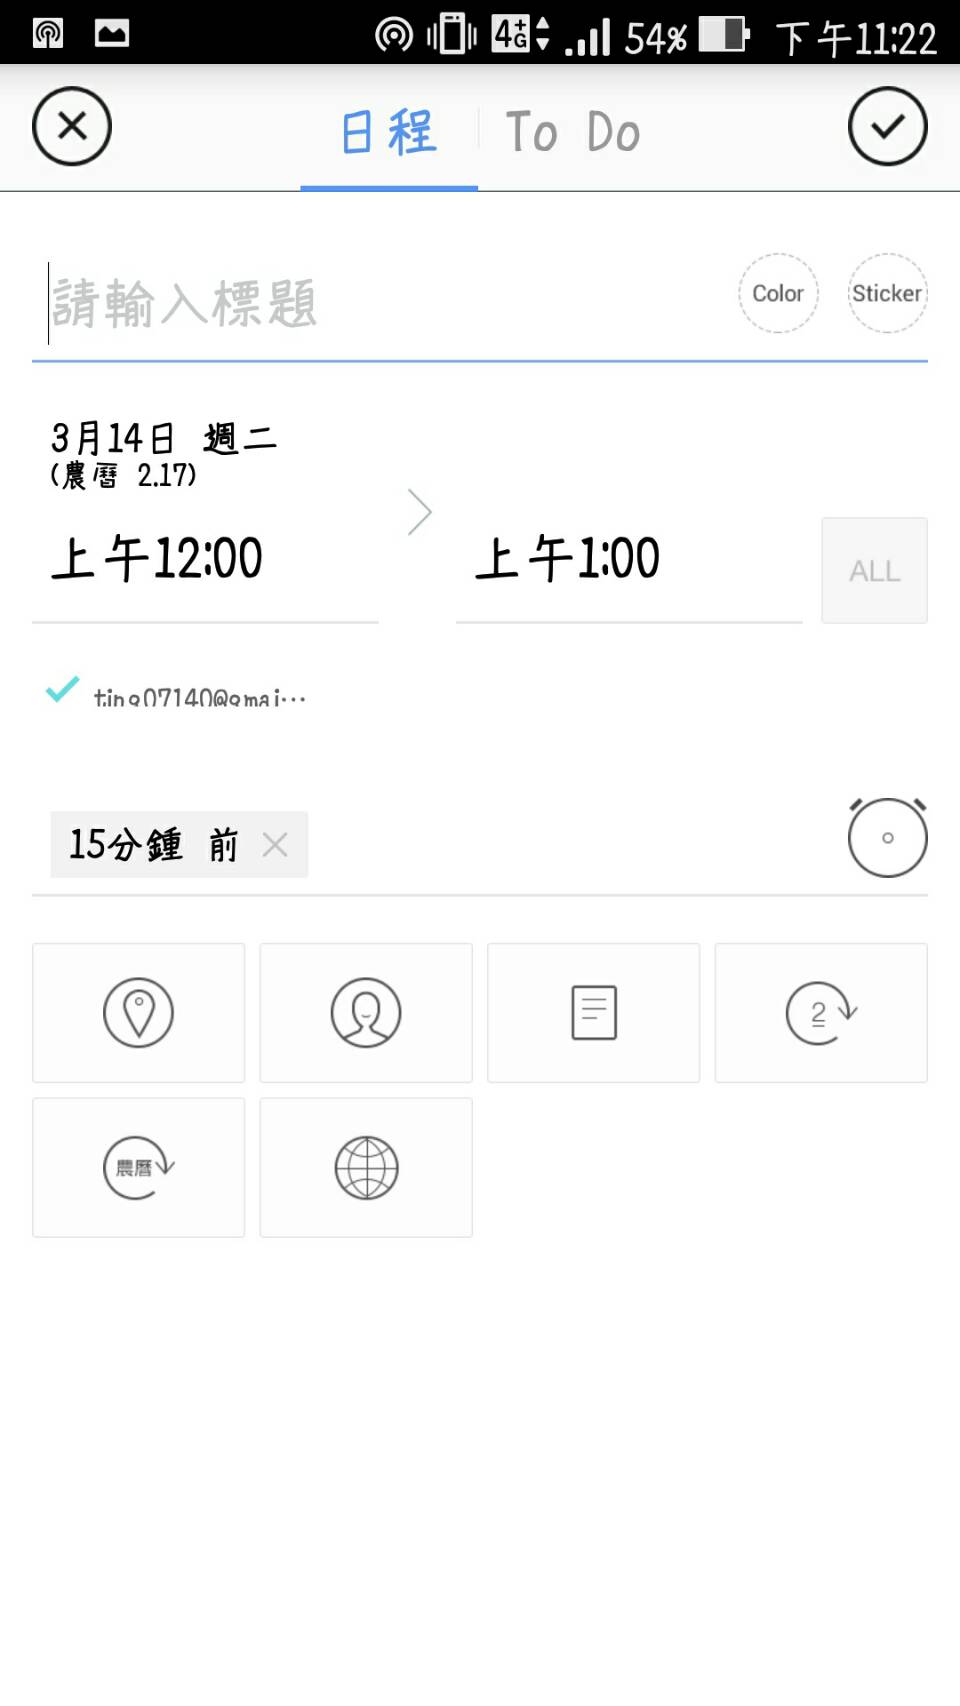 4G+ 54% 下午11:22
日程 To Do
請輸入標題 Color Sticker
3月14日 週二
(農曆 2.17)
上午12:00 上午1:00 ALL
ting07140@gmai…
15分鐘 前
2
農曆